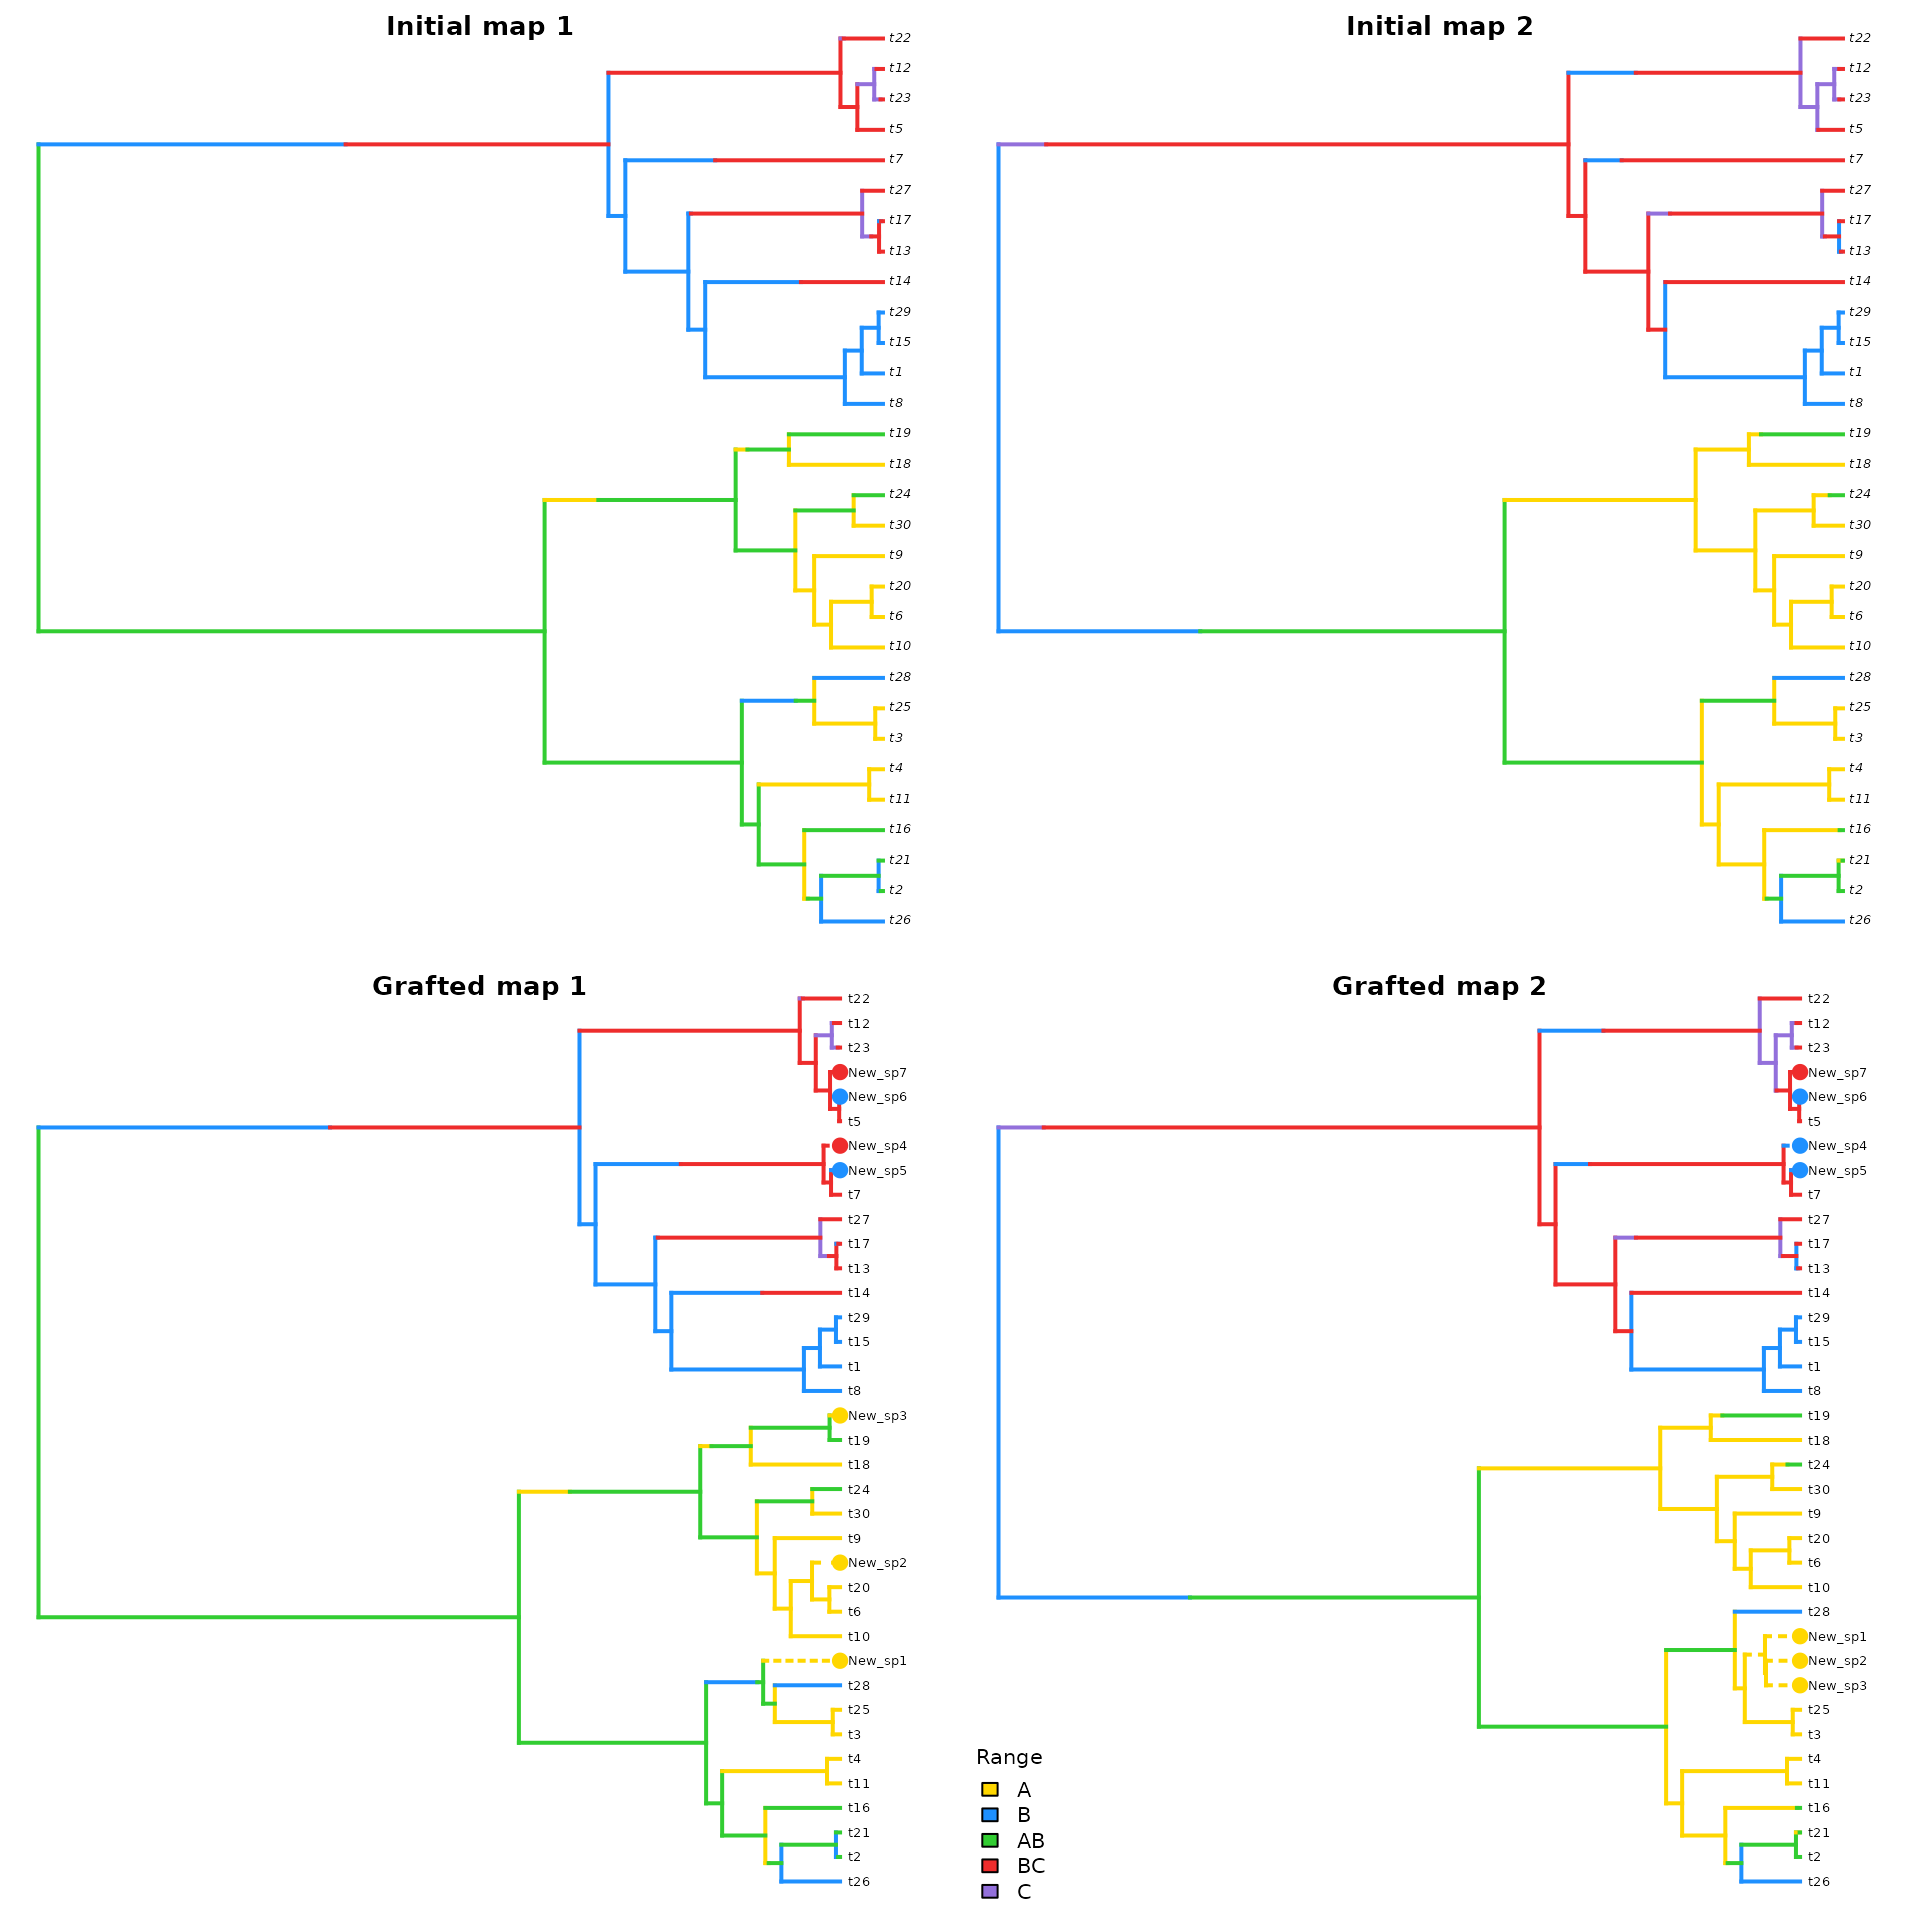 Initial map 1
t22
t12
t23
t5
t7
t27
t17
t13
t14
t29
t15
t1
t8
t19
t18
t24
t30
t9
t20
t6
t10
t28
t25
t3
t4
t11
t16
t21
t2
t26
Initial map 2
t22
t12
t23
t5
t7
t27
t17
t13
t14
t29
t15
t1
t8
t19
t18
t24
t30
t9
t20
t6
t10
t28
t25
t3
t4
t11
t16
t21
t2
t26
Grafted map 1
t22
t12
t23
New_sp7
New_sp6
t5
New_sp4
New_sp5
t7
t27
t17
t13
t14
t29
t15
t1
t8
New_sp3
t19
t18
t24
t30
t9
New_sp2
t20
t6
t10
New_sp1
t28
t25
t3
t4
t11
t16
t21
t2
t26
Grafted map 2
t22
t12
t23
New_sp7
New_sp6
t5
New_sp4
New_sp5
t7
t27
t17
t13
t14
t29
t15
t1
t8
t19
t18
t24
t30
t9
t20
t6
t10
t28
New_sp1
New_sp2
New_sp3
t25
t3
t4
t11
t16
t21
t2
t26
Range
A
B
AB
BC
C